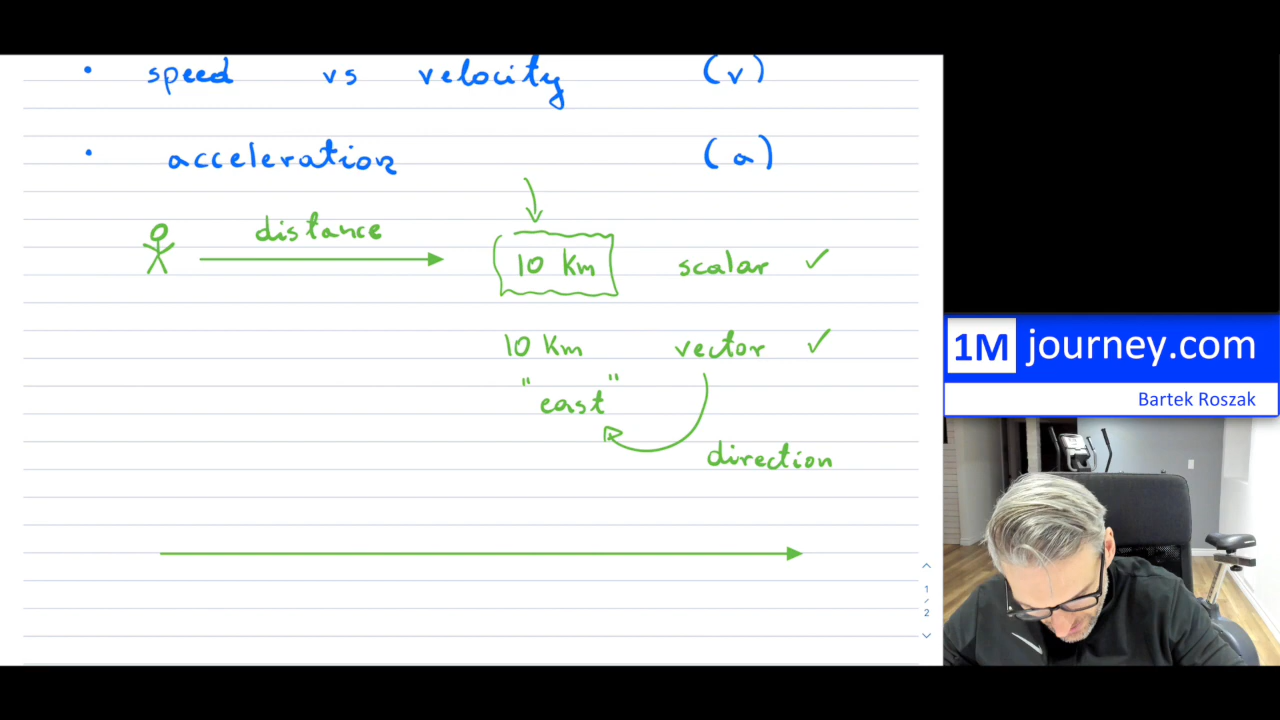 • speed vs velocity (v)
• acceleration (a)
distance
10 Km scalar ✓
10 Km vector ✓
"east"
direction
1M journey.com
Bartek Roszak
1
/
2